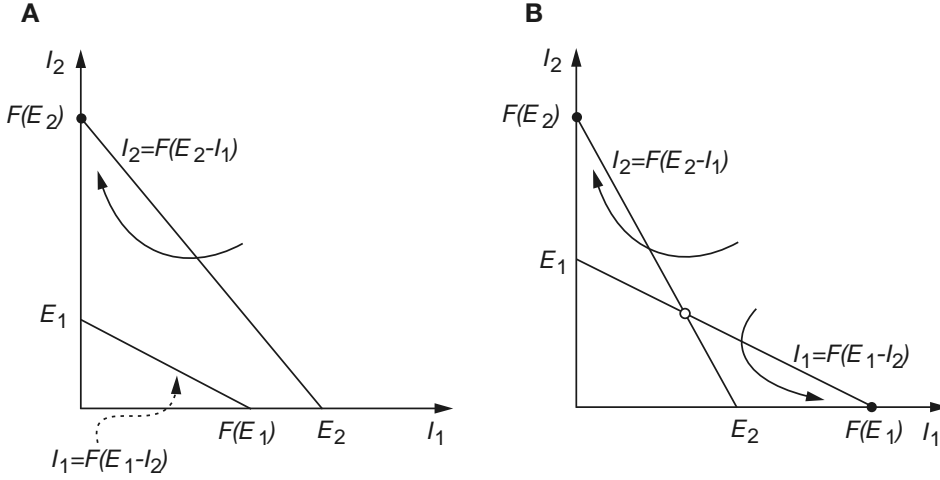 A
I2
F(E2)
I2=F(E2-I1)
E1
F(E1)
E2
I1
I1=F(E1-I2)
B
I2
F(E2)
I2=F(E2-I1)
E1
I1=F(E1-I2)
E2
F(E1)
I1